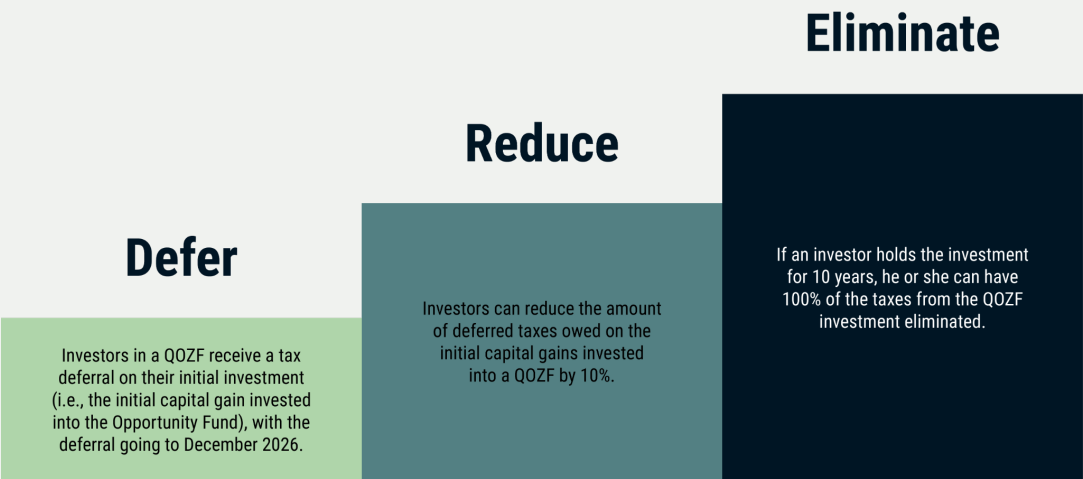 Defer
Investors in a QOZF receive a tax
deferral on their initial investment
(i.e., the initial capital gain invested
into the Opportunity Fund), with the
deferral going to December 2026.
Reduce
Investors can reduce the amount
of deferred taxes owed on the
initial capital gains invested
into a QOZF by 10%.
Eliminate
If an investor holds the investment
for 10 years, he or she can have
100% of the taxes from the QOZF
investment eliminated.